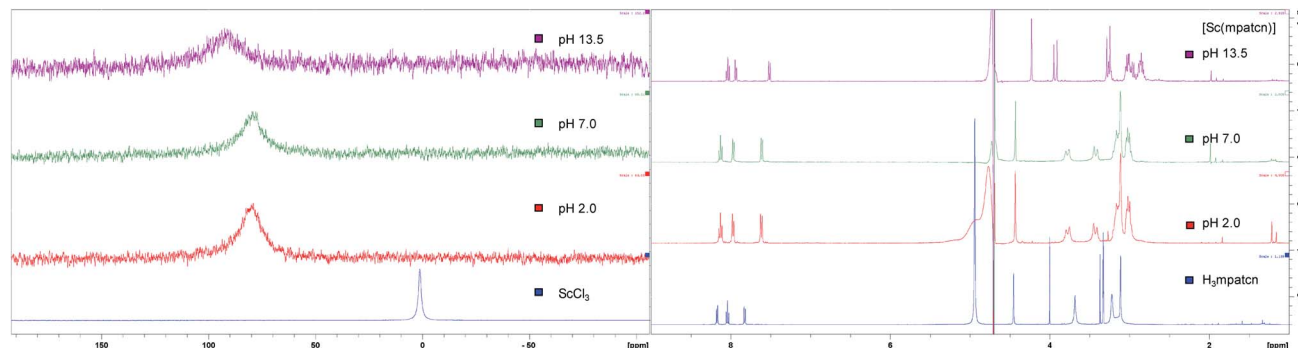 pH 13.5
pH 7.0
pH 2.0
ScCl3
150
100
50
0
- 50
[ppm]
[Sc(mpatcn)]
pH 13.5
pH 7.0
pH 2.0
H3mpatcn
8
6
4
2
[ppm]